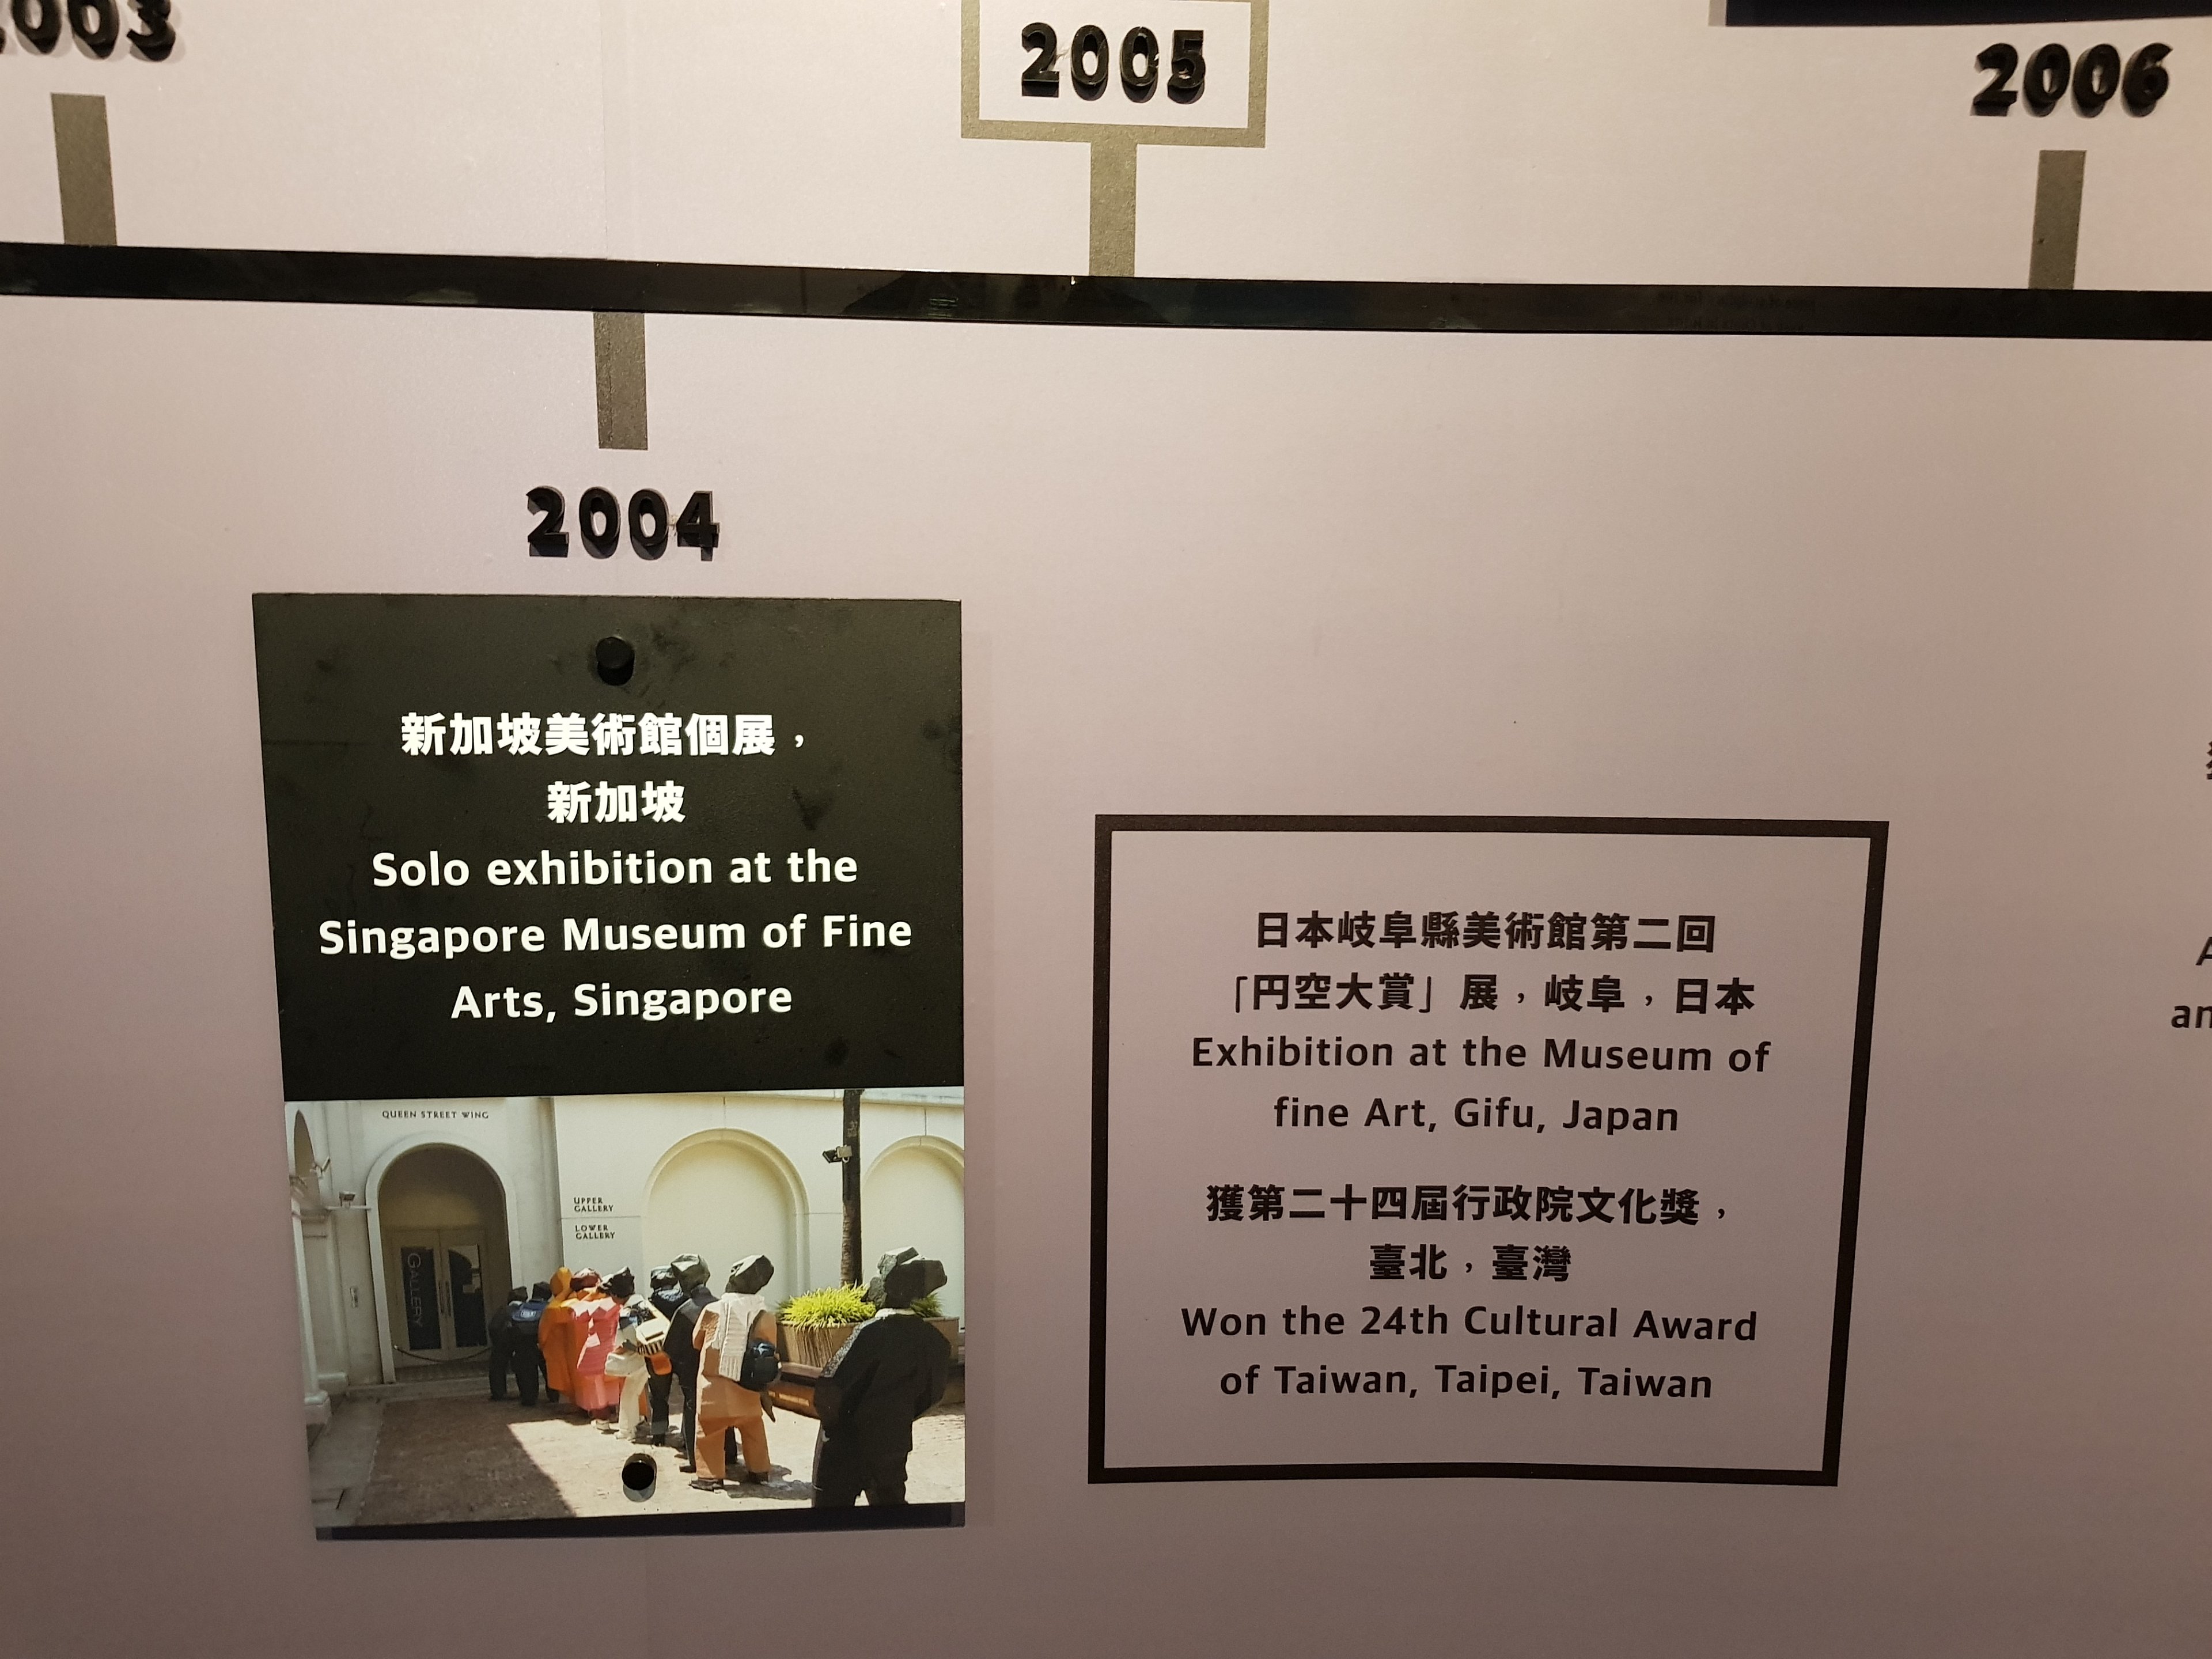 2003
2005
2006
2004
新加坡美術館個展，
新加坡
Solo exhibition at the
Singapore Museum of Fine
Arts, Singapore
QUEEN STREET WING
UPPER
GALLERY
LOWER
GALLERY
GALLERY
日本岐阜縣美術館第二回
「円空大賞」展，岐阜，日本
Exhibition at the Museum of
fine Art, Gifu, Japan
獲第二十四屆行政院文化獎，
臺北，臺灣
Won the 24th Cultural Award
of Taiwan, Taipei, Taiwan